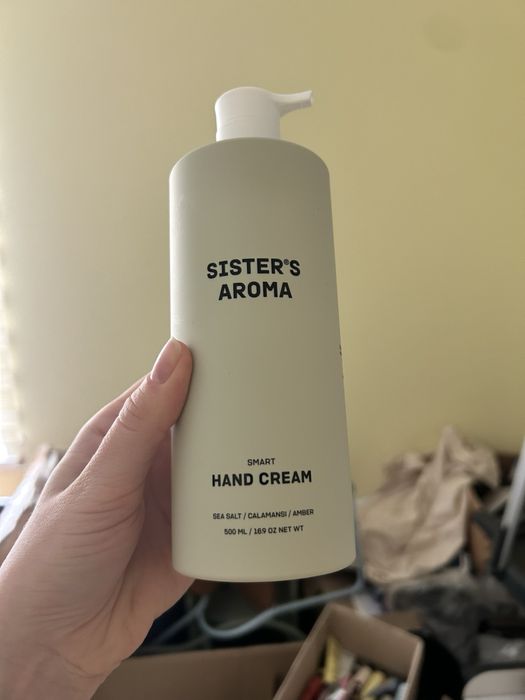 SISTER®S
AROMA
SMART
HAND CREAM
SEA SALT / CALAMANSI / AMBER
500 ML / 16.9 OZ NET WT